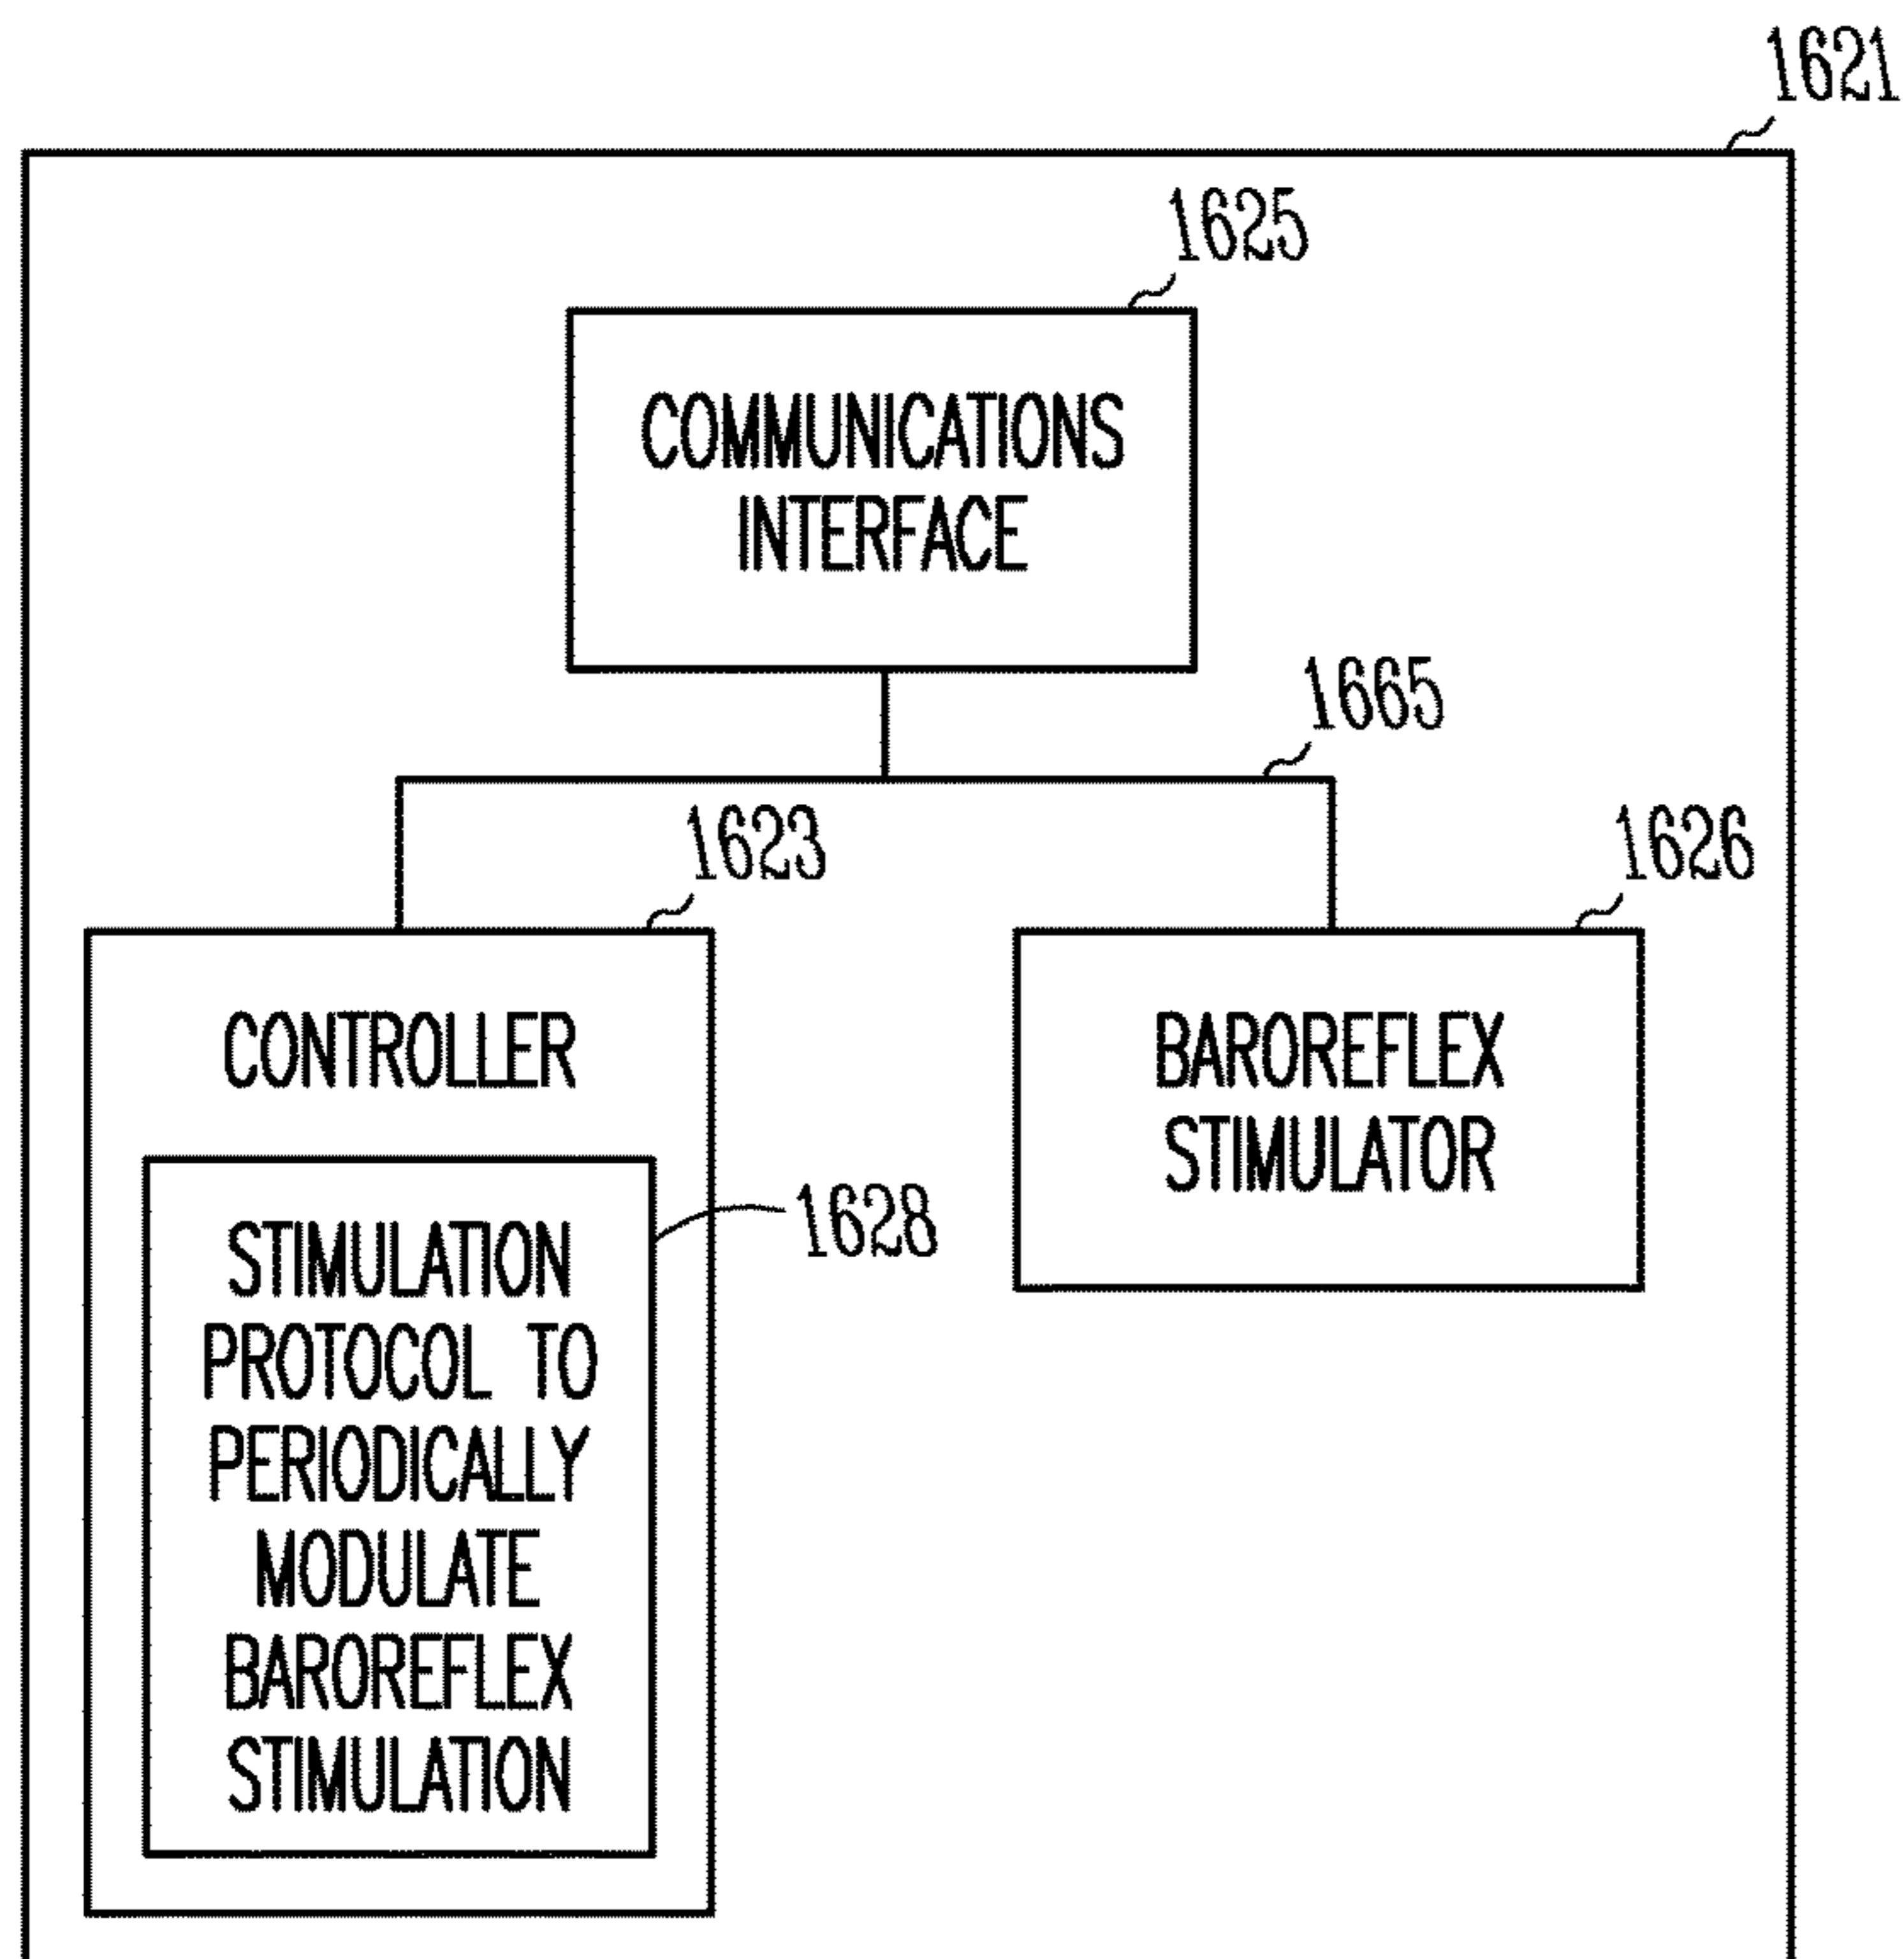 1621
1625
COMMUNICATIONS
INTERFACE
1665
1623
1626
CONTROLLER
BAROREFLEX
STIMULATOR
1628
STIMULATION
PROTOCOL TO
PERIODICALLY
MODULATE
BAROREFLEX
STIMULATION